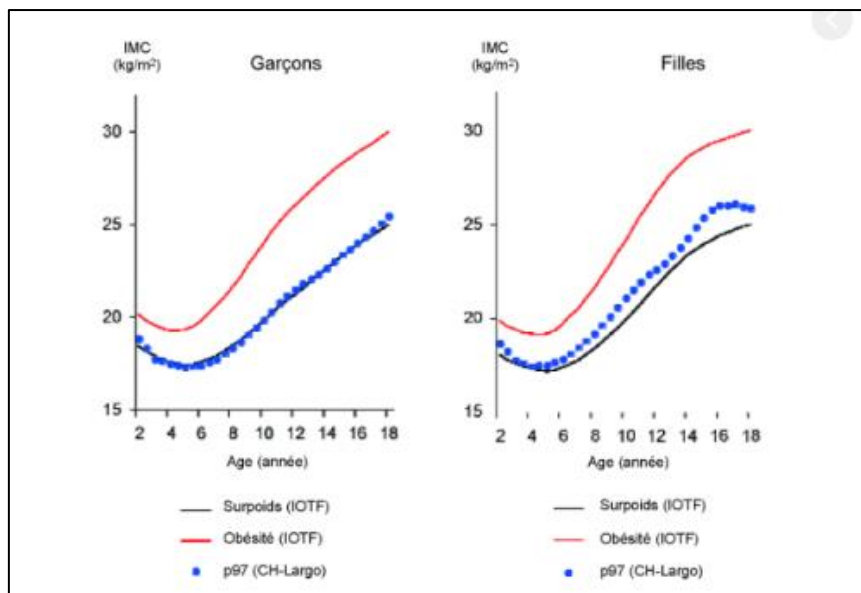 IMC
(kg/m²)
Garçons
30
25
20
15
2 4 6 8 10 12 14 16 18
Age (année)
Surpoids (IOTF)
Obésité (IOTF)
p97 (CH-Largo)
IMC
(kg/m²)
Filles
30
25
20
15
2 4 6 8 10 12 14 16 18
Age (année)
Surpoids (IOTF)
Obésité (IOTF)
p97 (CH-Largo)